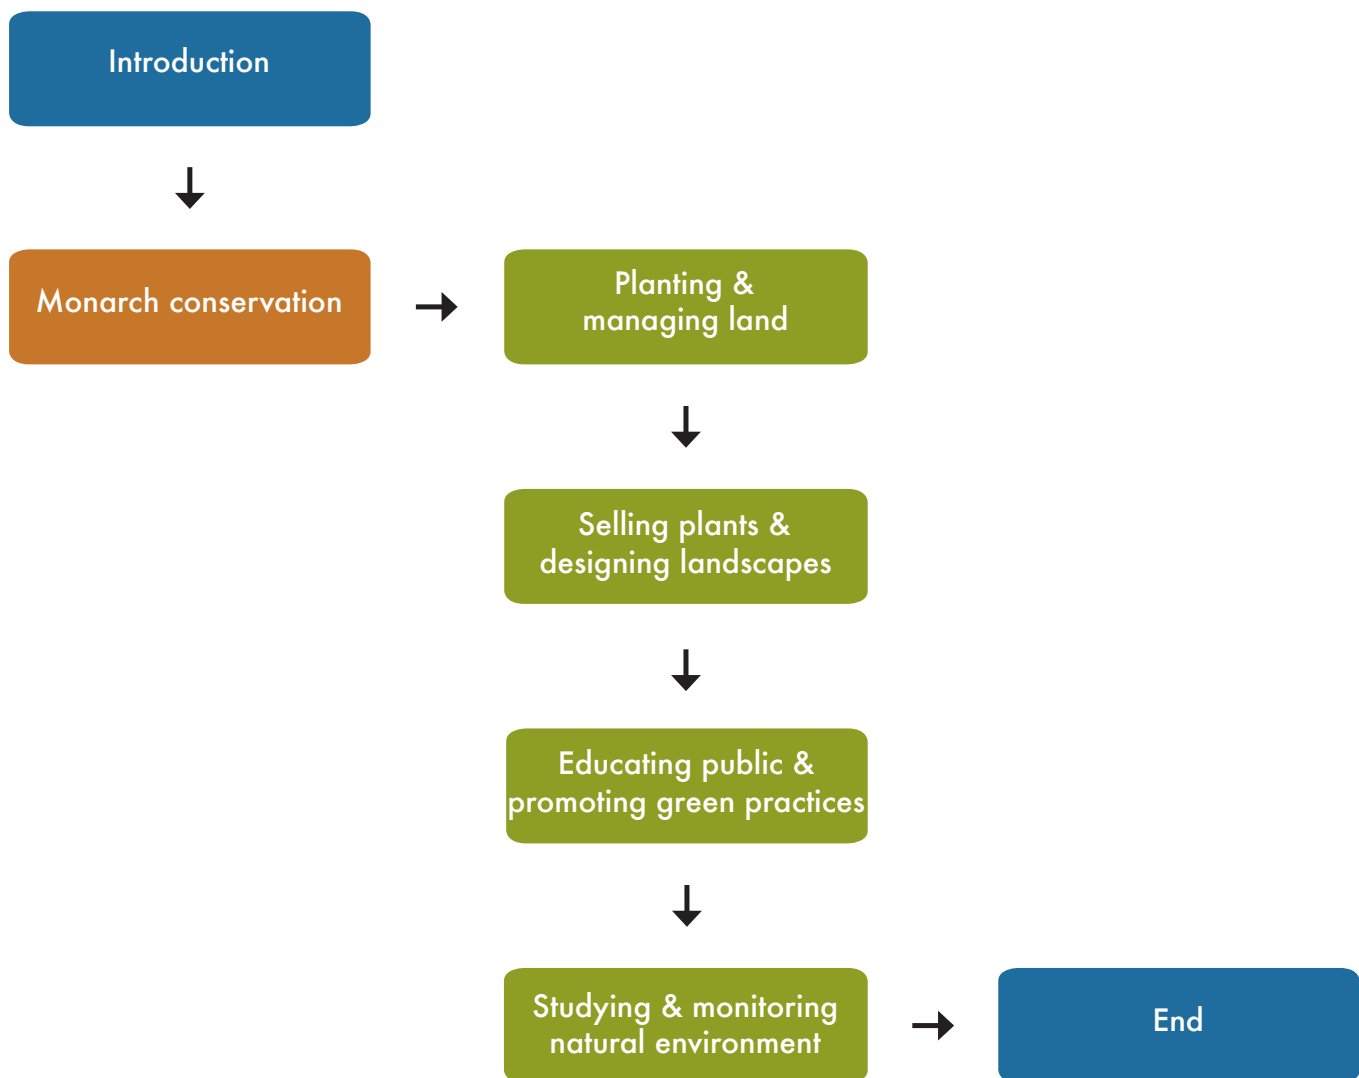 Introduction
Monarch conservation
Planting &
managing land
Selling plants &
designing landscapes
Educating public &
promoting green practices
Studying & monitoring
natural environment
End